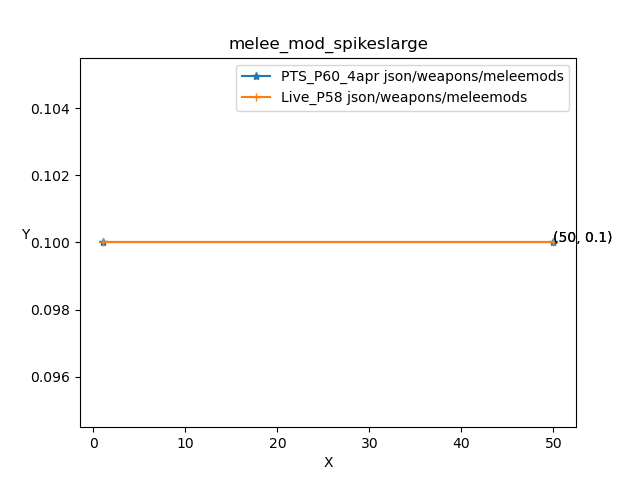 melee_mod_spikeslarge
PTS_P60_4apr json/weapons/meleemods
Live_P58 json/weapons/meleemods
0.104
0.102
Y
0.100
(50, 0.1)
0.098
0.096
0 10 20 30 40 50
X